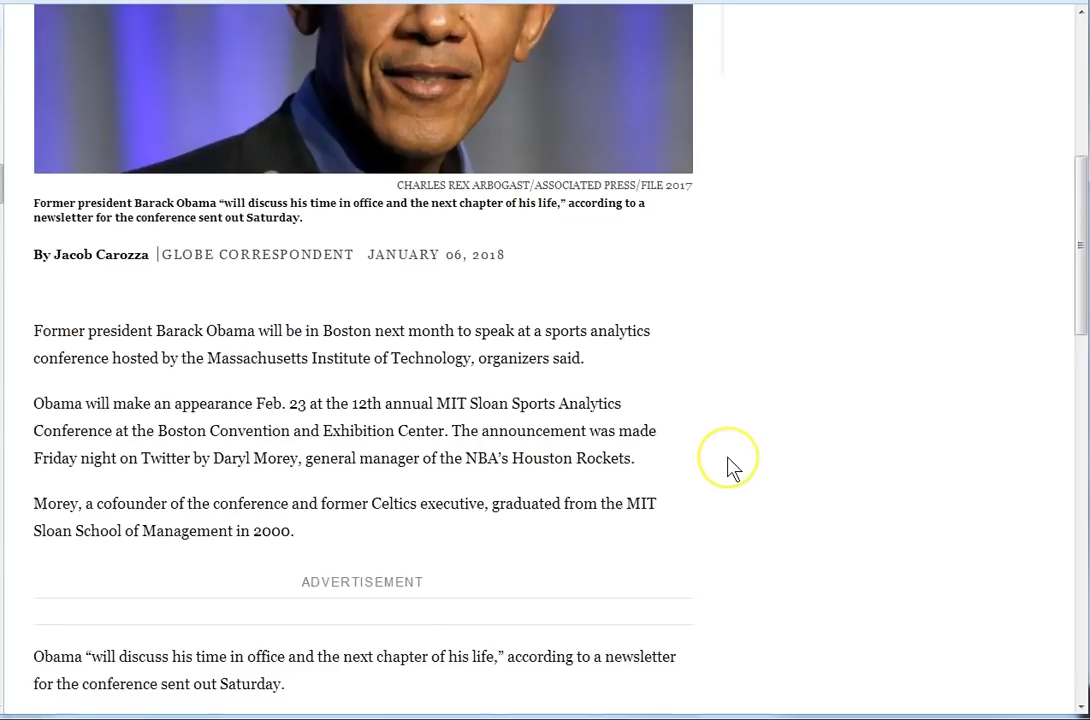 CHARLES REX ARBOGAST/ASSOCIATED PRESS/FILE 2017
Former president Barack Obama “will discuss his time in office and the next chapter of his life,” according to a
newsletter for the conference sent out Saturday.
By Jacob Carozza | GLOBE CORRESPONDENT JANUARY 06, 2018
Former president Barack Obama will be in Boston next month to speak at a sports analytics
conference hosted by the Massachusetts Institute of Technology, organizers said.
Obama will make an appearance Feb. 23 at the 12th annual MIT Sloan Sports Analytics
Conference at the Boston Convention and Exhibition Center. The announcement was made
Friday night on Twitter by Daryl Morey, general manager of the NBA’s Houston Rockets.
Morey, a cofounder of the conference and former Celtics executive, graduated from the MIT
Sloan School of Management in 2000.
ADVERTISEMENT
Obama “will discuss his time in office and the next chapter of his life,” according to a newsletter
for the conference sent out Saturday.